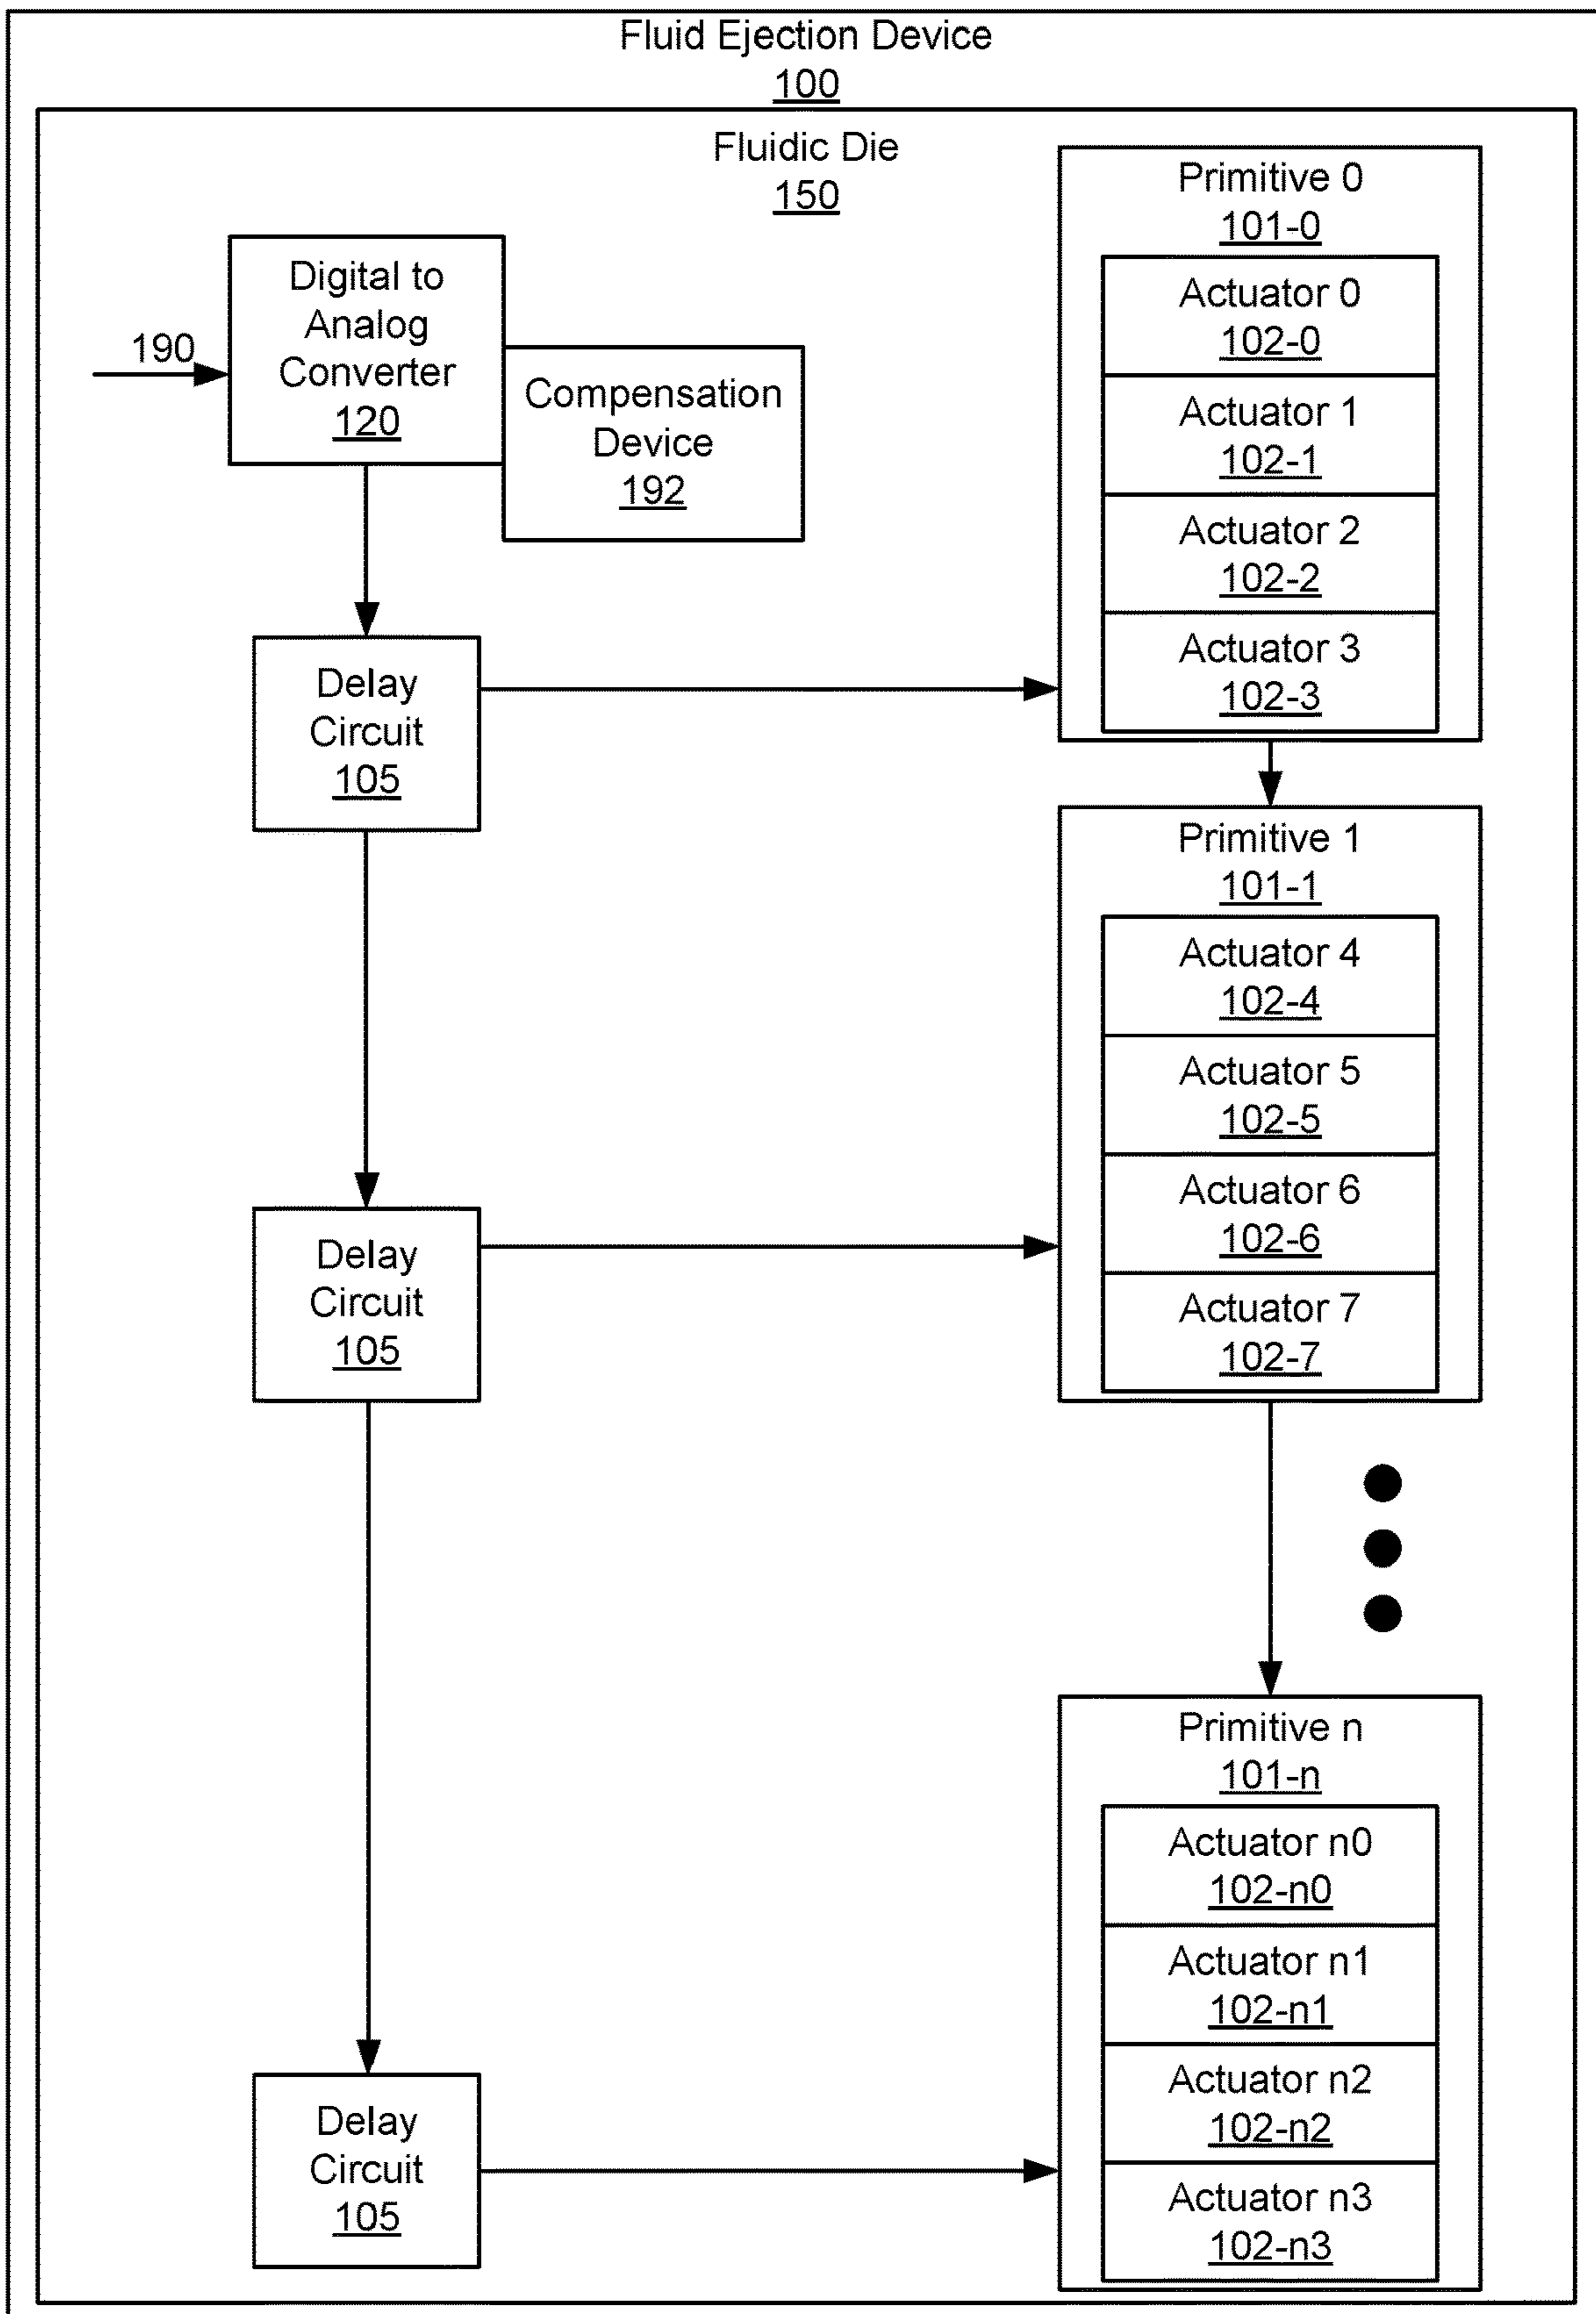 Fluid Ejection Device
100
Fluidic Die
150
190
Digital to
Analog
Converter
120
Compensation
Device
192
Delay
Circuit
105
Delay
Circuit
105
Delay
Circuit
105
Primitive 0
101-0
Actuator 0
102-0
Actuator 1
102-1
Actuator 2
102-2
Actuator 3
102-3
Primitive 1
101-1
Actuator 4
102-4
Actuator 5
102-5
Actuator 6
102-6
Actuator 7
102-7
Primitive n
101-n
Actuator n0
102-n0
Actuator n1
102-n1
Actuator n2
102-n2
Actuator n3
102-n3